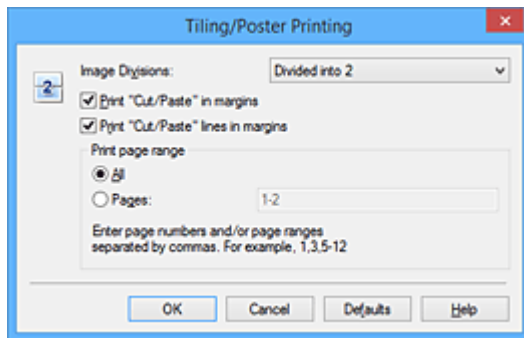 Tiling/Poster Printing
Image Divisions: Divided into 2
2
Print "Cut/Paste" in margins
Print "Cut/Paste" lines in margins
Print page range
All
Pages: 1-2
Enter page numbers and/or page ranges
separated by commas. For example, 1,3,5-12
OK Cancel Defaults Help